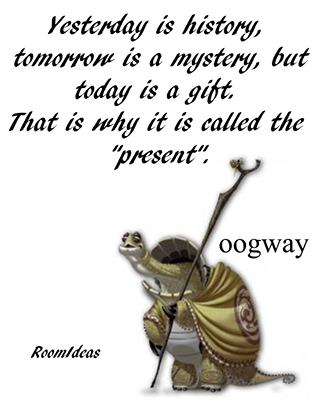 Yesterday is history,
tomorrow is a mystery, but
today is a gift.
That is why it is called the
"present".
oogway
RoomIdeas